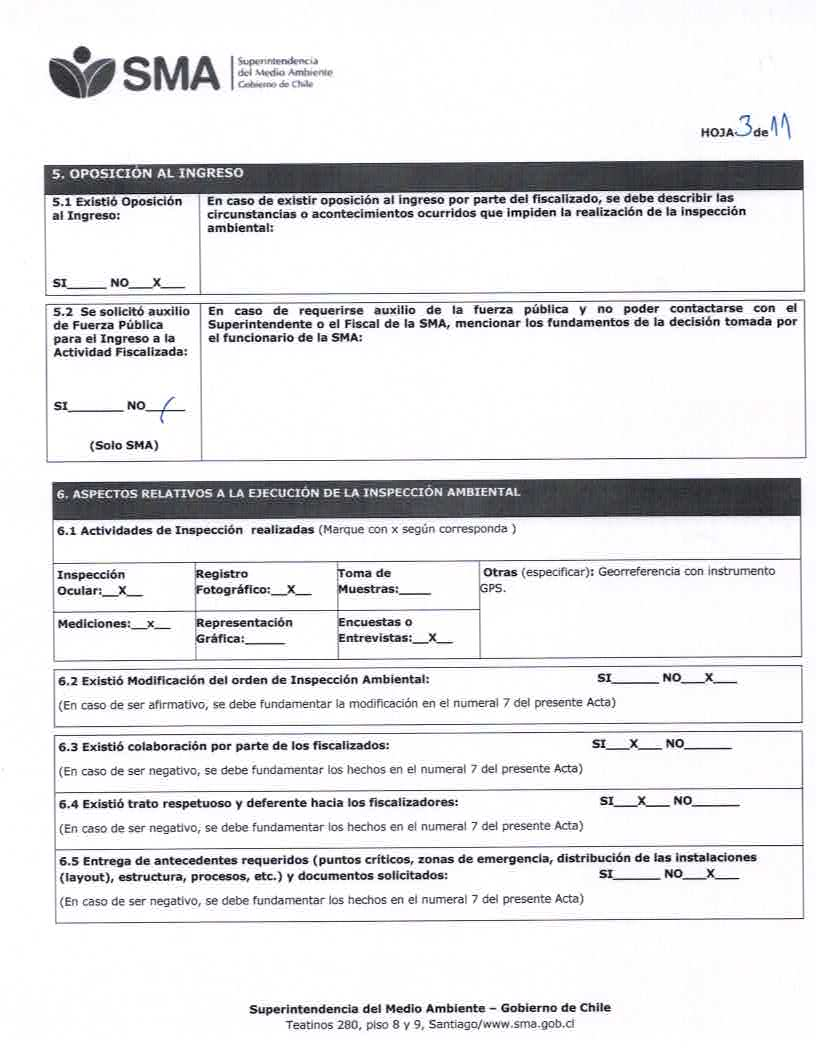 SMA
Superintendencia
del Medio Ambiente
Gobierno de Chile
HOJA 3 de 11
5. OPOSICIÓN AL INGRESO
5.1 Existió Oposición
al Ingreso:
SI______ NO___X___
En caso de existir oposición al ingreso por parte del fiscalizado, se debe describir las
circunstancias o acontecimientos ocurridos que impiden la realización de la inspección
ambiental:
5.2 Se solicitó auxilio
de Fuerza Pública
para el Ingreso a la
Actividad Fiscalizada:
SI________ NO______
(Solo SMA)
En caso de requerirse auxilio de la fuerza pública y no poder contactarse con el
Superintendente o el Fiscal de la SMA, mencionar los fundamentos de la decisión tomada por
el funcionario de la SMA:
6. ASPECTOS RELATIVOS A LA EJECUCIÓN DE LA INSPECCIÓN AMBIENTAL
6.1 Actividades de Inspección realizadas (Marque con x según corresponda )
Inspección
Ocular:__X__
Registro
Fotográfico:__X__
Toma de
Muestras:_____
Otras (especificar): Georreferencia con instrumento
GPS.
Mediciones:__x__
Representación
Gráfica:______
Encuestas o
Entrevistas:__X__
6.2 Existió Modificación del orden de Inspección Ambiental: SI_______ NO___X___
(En caso de ser afirmativo, se debe fundamentar la modificación en el numeral 7 del presente Acta)
6.3 Existió colaboración por parte de los fiscalizados: SI___X___ NO_______
(En caso de ser negativo, se debe fundamentar los hechos en el numeral 7 del presente Acta)
6.4 Existió trato respetuoso y deferente hacia los fiscalizadores: SI___X___ NO_______
(En caso de ser negativo, se debe fundamentar los hechos en el numeral 7 del presente Acta)
6.5 Entrega de antecedentes requeridos (puntos críticos, zonas de emergencia, distribución de las instalaciones
(layout), estructura, procesos, etc.) y documentos solicitados: SI_______ NO___X___
(En caso de ser negativo, se debe fundamentar los hechos en el numeral 7 del presente Acta)
Superintendencia del Medio Ambiente – Gobierno de Chile
Teatinos 280, piso 8 y 9, Santiago/www.sma.gob.cl